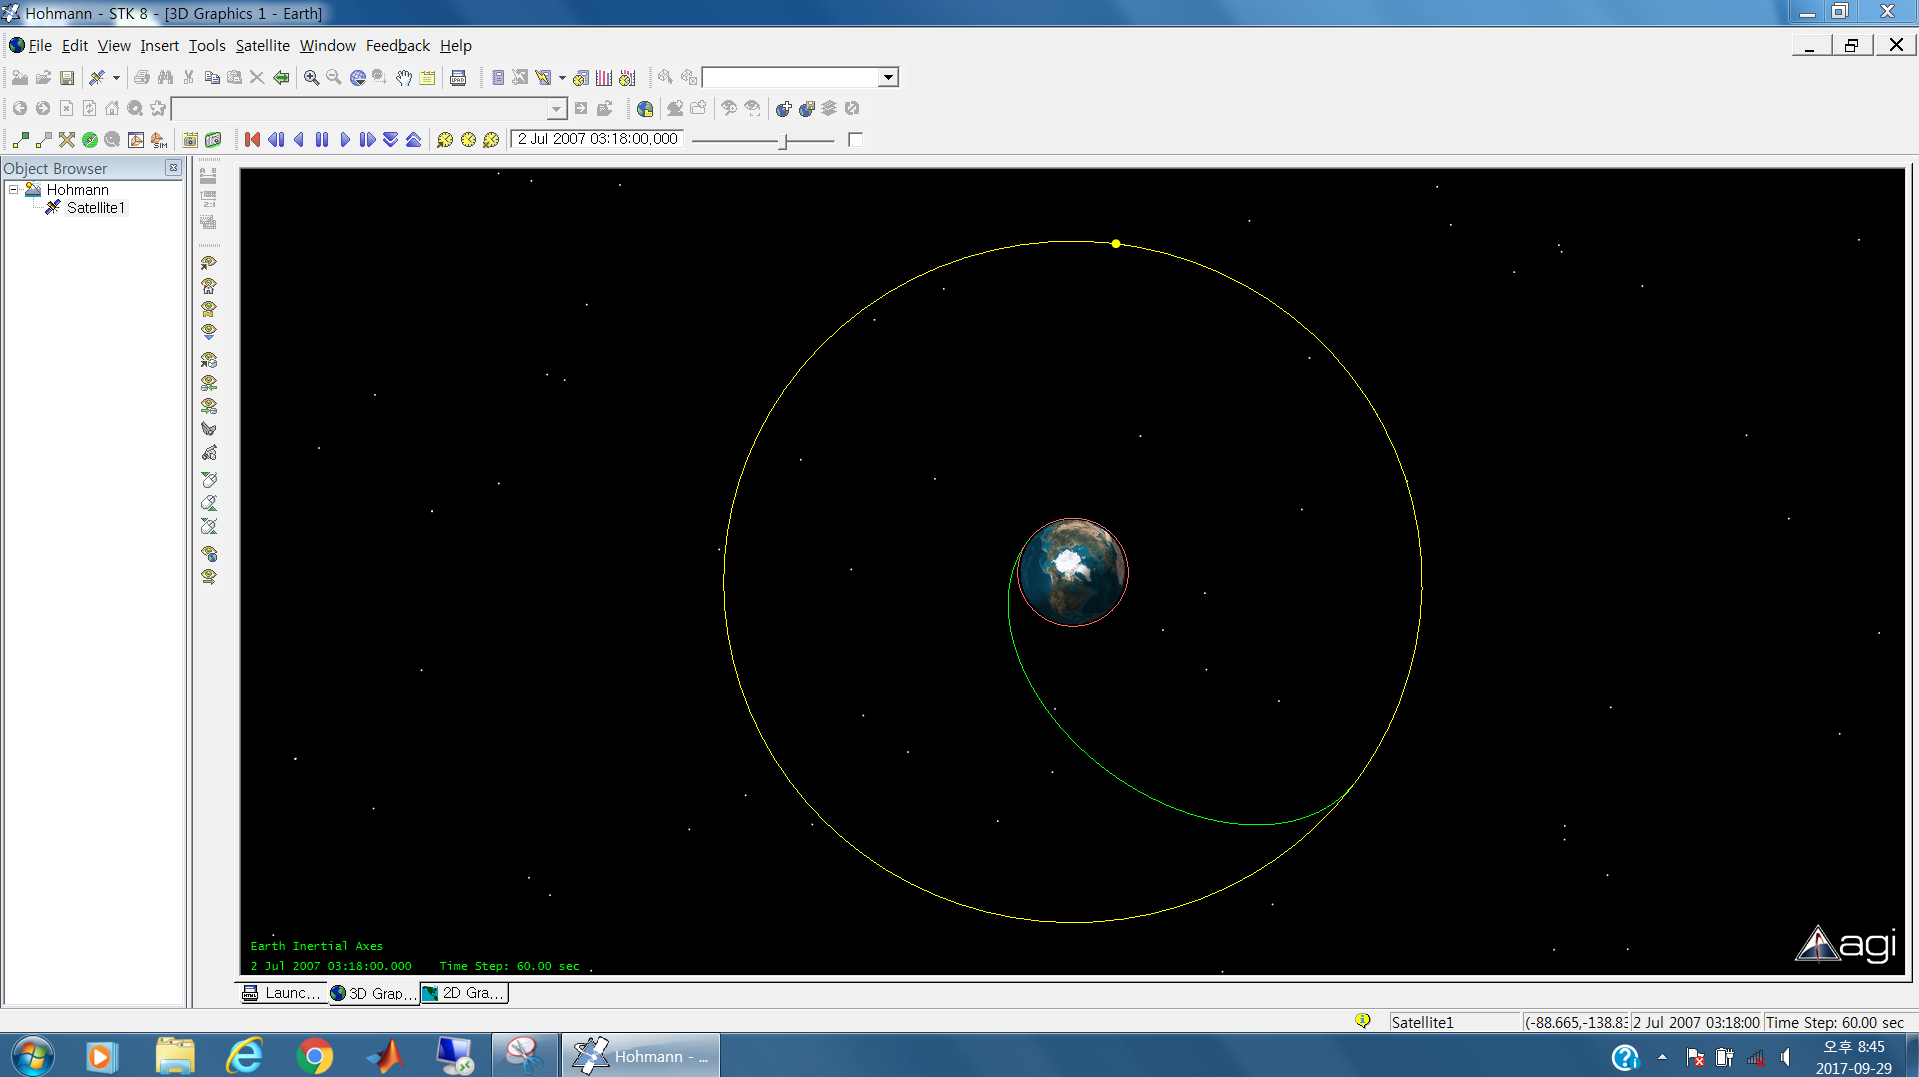 Hohmann - STK 8 - [3D Graphics 1 - Earth]
File Edit View Insert Tools Satellite Window Feedback Help
2 Jul 2007 03:18:00,000
Object Browser
Hohmann
Satellite1
Earth Inertial Axes
2 Jul 2007 03:18:00.000 Time Step: 60.00 sec
agi
Launc... 3D Grap... 2D Gra...
Satellite1 (-88.665,-138.83 2 Jul 2007 03:18:00 Time Step: 60.00 sec
Hohmann - ...
오후 8:45
2017-09-29